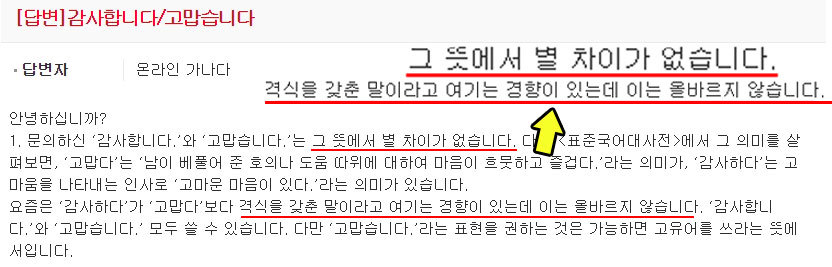 [답변]감사합니다/고맙습니다
그 뜻에서 별 차이가 없습니다.
· 답변자 온라인 가나다
격식을 갖춘 말이라고 여기는 경향이 있는데 이는 올바르지 않습니다.
안녕하십니까?
1. 문의하신 ‘감사합니다.’와 ‘고맙습니다.’는 그 뜻에서 별 차이가 없습니다. <표준국어대사전>에서 그 의미를 살
펴보면, ‘고맙다’는 ‘남이 베풀어 준 호의나 도움 따위에 대하여 마음이 흐뭇하고 즐겁다.’라는 의미가, ‘감사하다’는 고
마움을 나타내는 인사로 ‘고마운 마음이 있다.’라는 의미가 있습니다.
요즘은 ‘감사하다’가 ‘고맙다’보다 격식을 갖춘 말이라고 여기는 경향이 있는데 이는 올바르지 않습니다. ‘감사합니
다.’와 ‘고맙습니다.’ 모두 쓸 수 있습니다. 다만 ‘고맙습니다.’라는 표현을 권하는 것은 가능하면 고유어를 쓰라는 뜻에
서입니다.